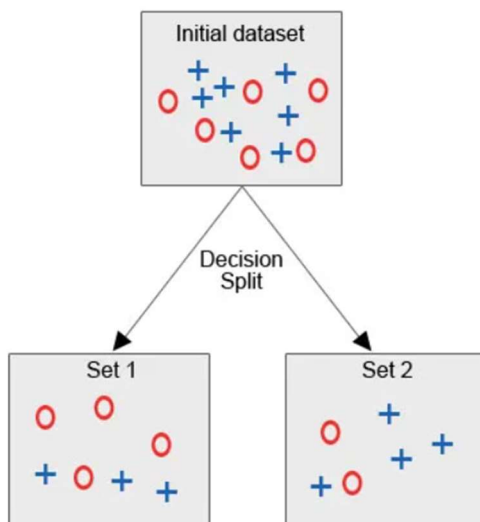 Initial dataset
Decision
Split
Set 1
Set 2